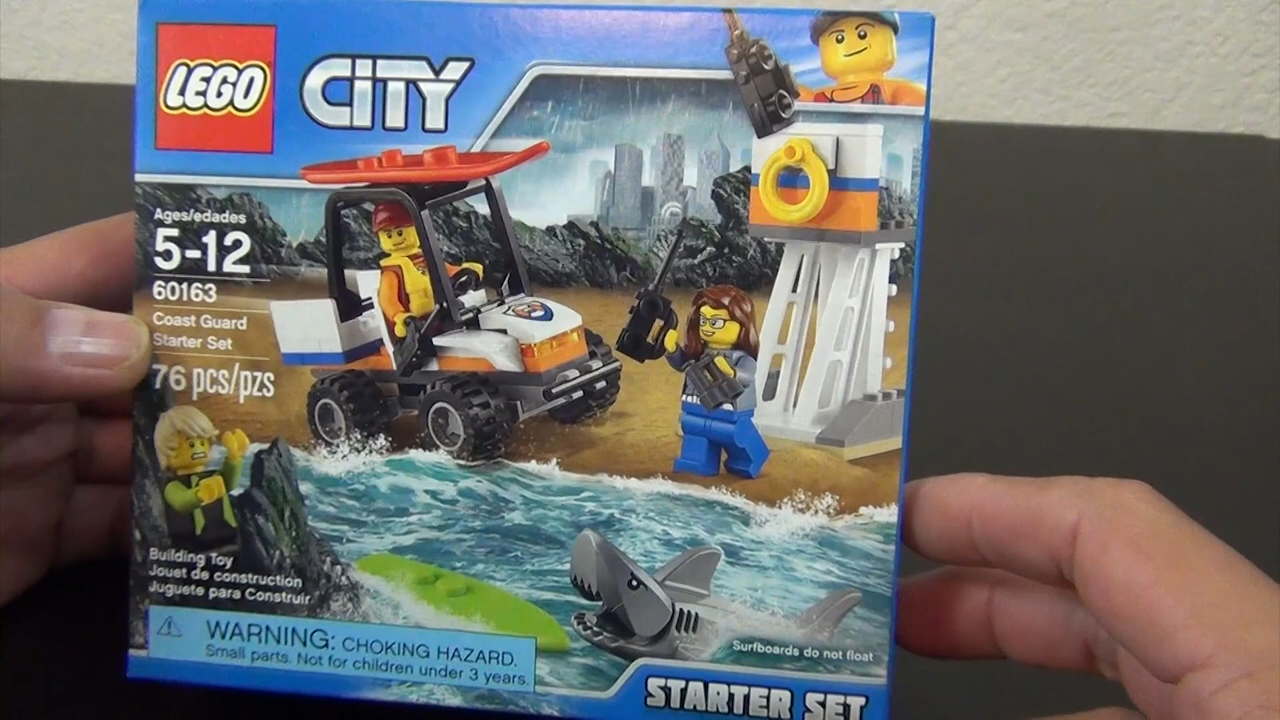 LEGO
CITY
Ages/edades
5-12
60163
Coast Guard
Starter Set
76 pcs/pzs
Building Toy
Jouet de construction
Juguete para Construir
WARNING: CHOKING HAZARD.
Small parts. Not for children under 3 years.
Surfboards do not float
STARTER SET